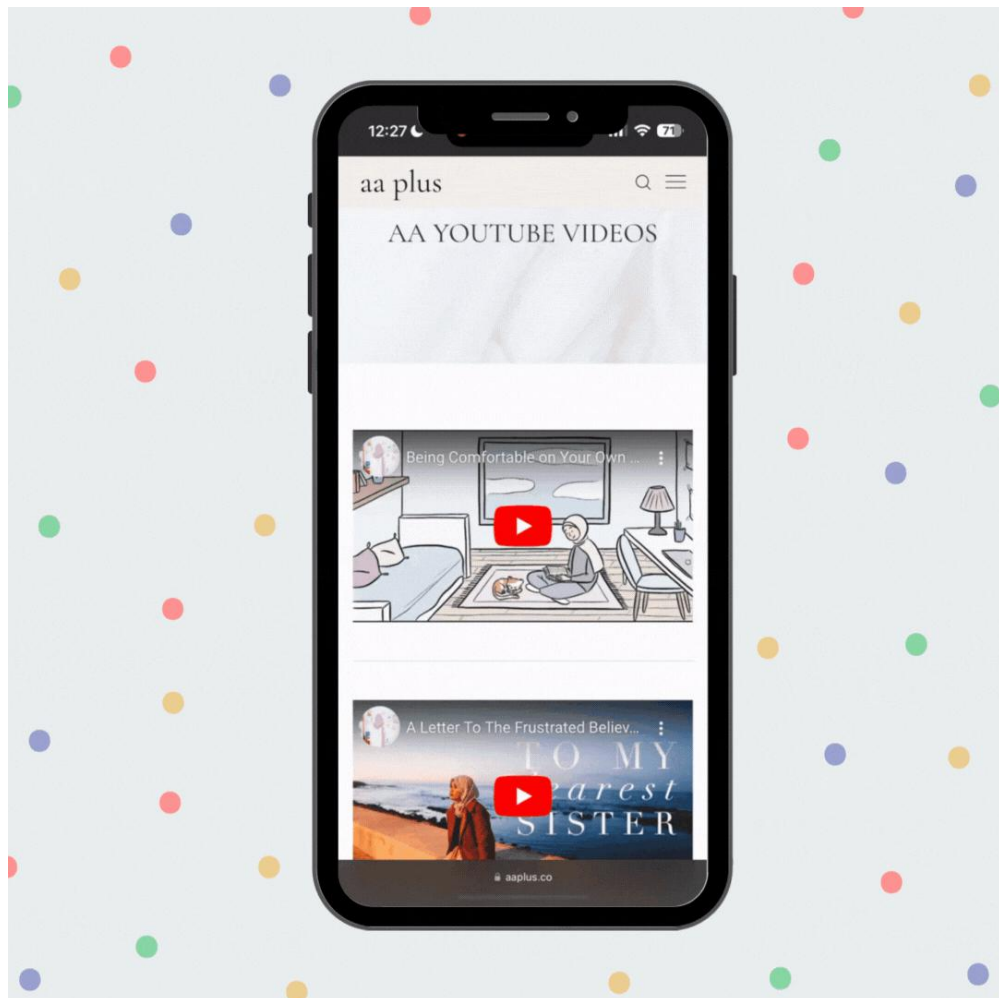 12:27
71
aa plus
AA YOUTUBE VIDEOS
Being Comfortable on Your Own ...
A Letter To The Frustrated Believ...
TO MY
dearest
SISTER
aaplus.co